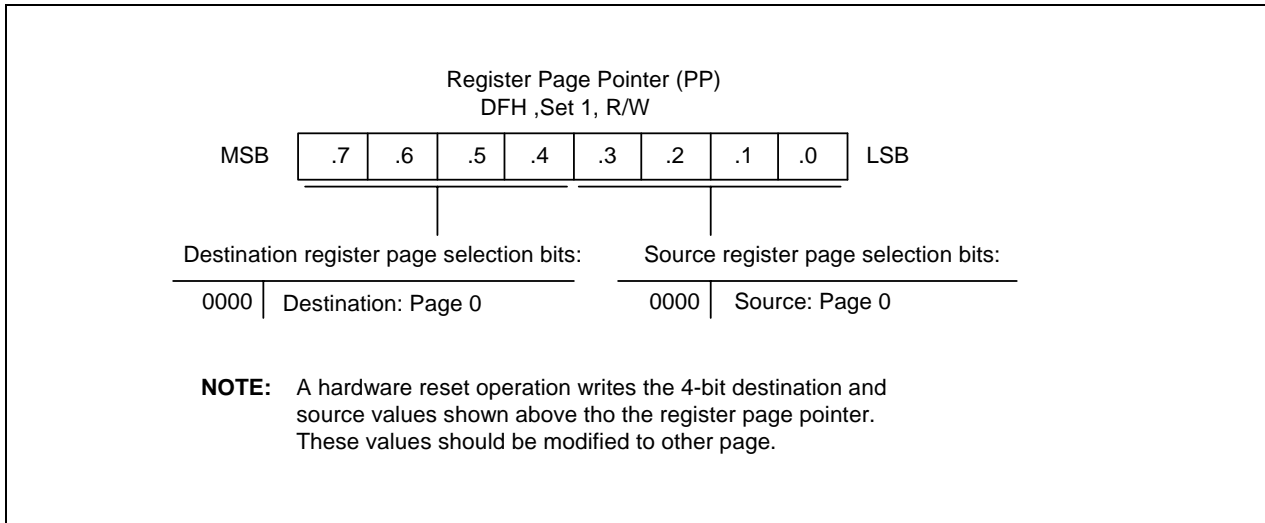 Register Page Pointer (PP)
DFH ,Set 1, R/W
MSB .7 .6 .5 .4 .3 .2 .1 .0 LSB
Destination register page selection bits: Source register page selection bits:
0000 Destination: Page 0 0000 Source: Page 0
NOTE: A hardware reset operation writes the 4-bit destination and
source values shown above tho the register page pointer.
These values should be modified to other page.